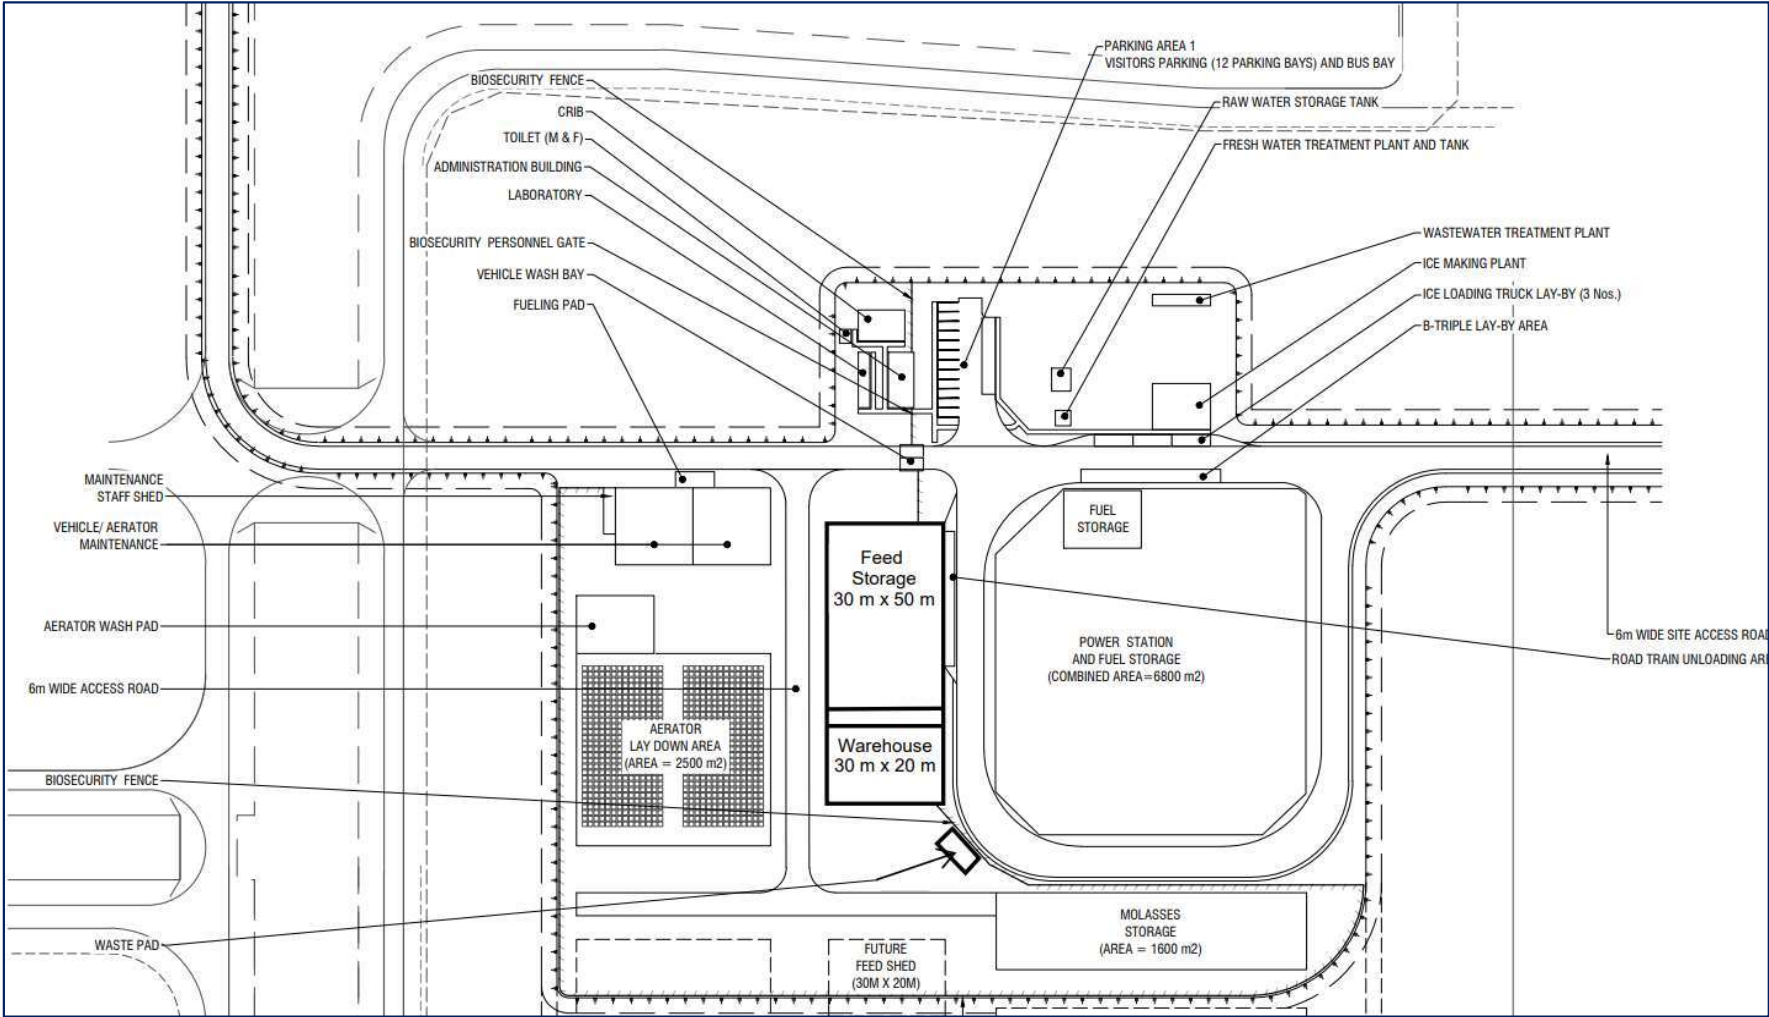 PARKING AREA 1
VISITORS PARKING (12 PARKING BAYS) AND BUS BAY
BIOSECURITY FENCE
RAW WATER STORAGE TANK
CRIB
TOILET (M & F)
FRESH WATER TREATMENT PLANT AND TANK
ADMINISTRATION BUILDING
LABORATORY
WASTEWATER TREATMENT PLANT
BIOSECURITY PERSONNEL GATE
ICE MAKING PLANT
VEHICLE WASH BAY
ICE LOADING TRUCK LAY-BY (3 Nos.)
FUELING PAD
B-TRIPLE LAY-BY AREA
MAINTENANCE
STAFF SHED
VEHICLE/ AERATOR
MAINTENANCE
FUEL
STORAGE
Feed
Storage
30 m x 50 m
AERATOR WASH PAD
6m WIDE SITE ACCESS ROAD
POWER STATION
AND FUEL STORAGE
(COMBINED AREA=6800 m2)
ROAD TRAIN UNLOADING ARE
6m WIDE ACCESS ROAD
AERATOR
LAY DOWN AREA
(AREA = 2500 m2)
Warehouse
30 m x 20 m
BIOSECURITY FENCE
MOLASSES
STORAGE
(AREA = 1600 m2)
WASTE PAD
FUTURE
FEED SHED
(30M X 20M)